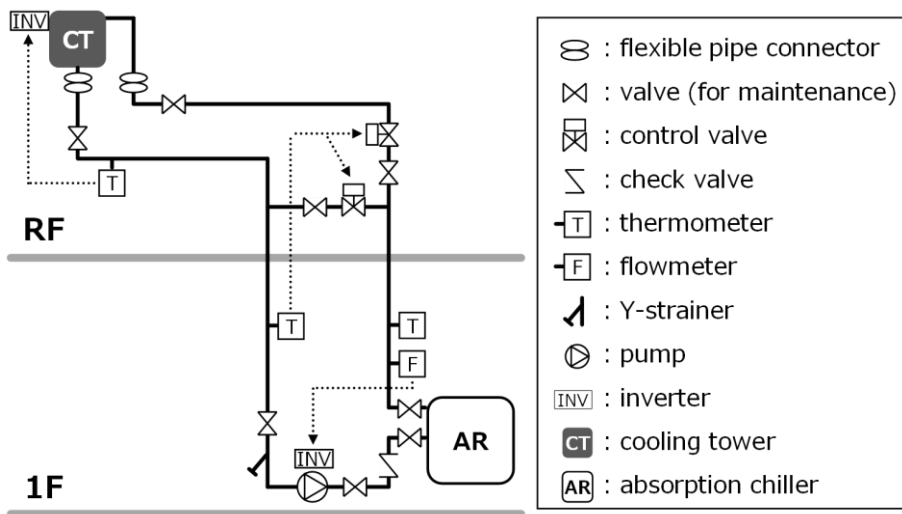 INV
CT
T
RF
T
T
F
INV
AR
1F
: flexible pipe connector
: valve (for maintenance)
: control valve
: check valve
T : thermometer
F : flowmeter
: Y-strainer
: pump
INV : inverter
CT : cooling tower
AR : absorption chiller